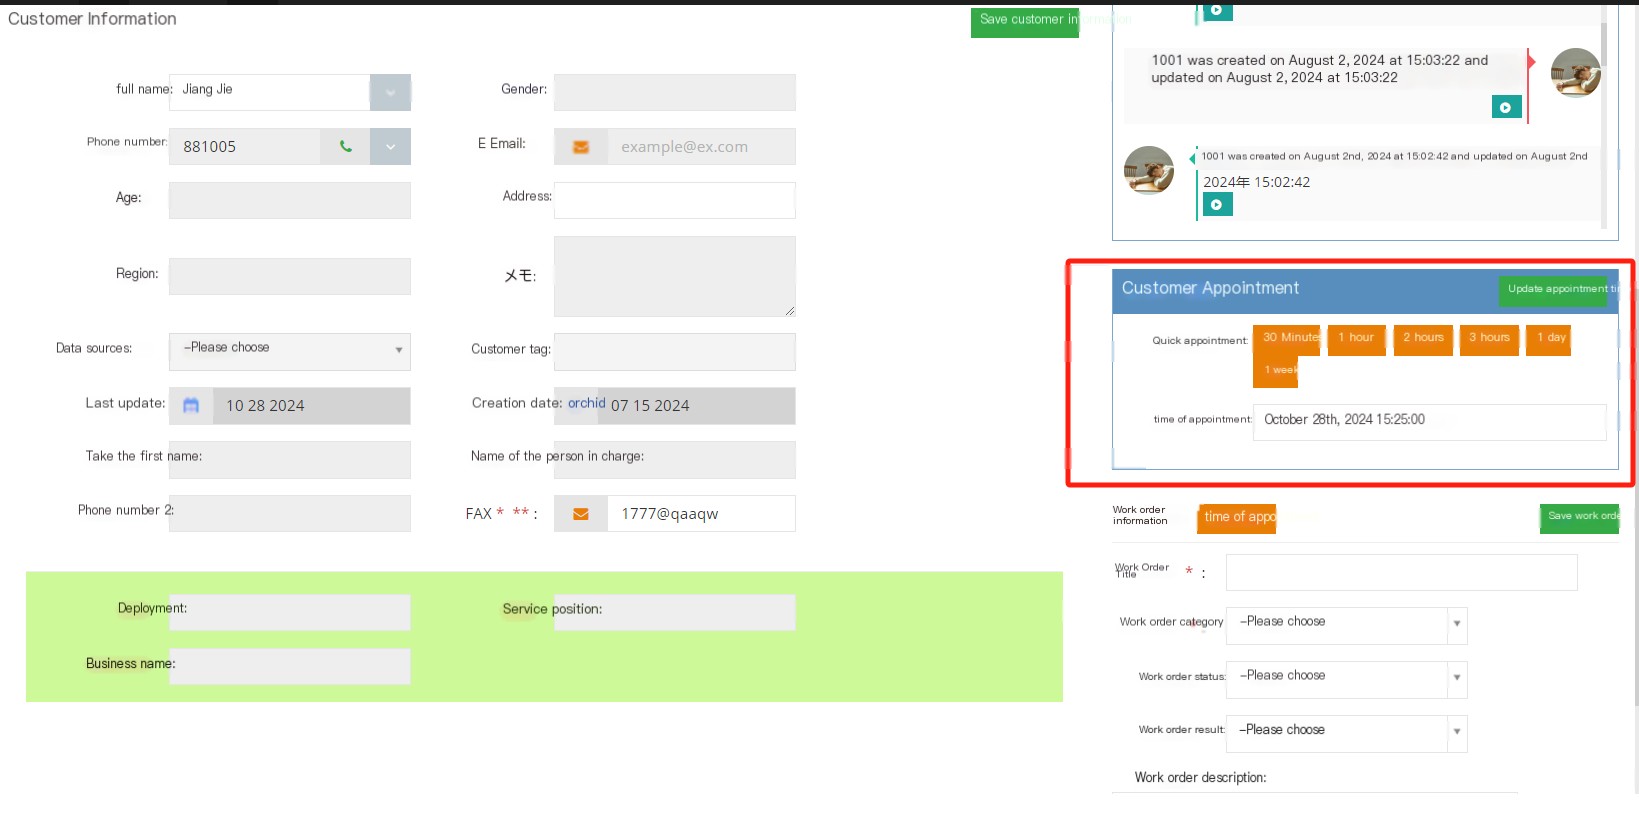 Customer Information
Save customer information
full name:
Jiang Jie
Gender:
Phone number:
881005
E Email:
example@ex.com
Age:
Address:
Region:
メモ:
Data sources:
–Please choose
Customer tag:
Last update:
10 28 2024
Creation date:
orchid
07 15 2024
Take the first name:
Name of the person in charge:
Phone number 2:
FAX * ** :
1777@qaaqw
Deployment:
Service position:
Business name:
1001 was created on August 2, 2024 at 15:03:22 and
updated on August 2, 2024 at 15:03:22
1001 was created on August 2nd, 2024 at 15:02:42 and updated on August 2nd
2024年 15:02:42
Customer Appointment
Update appointment
Quick appointment:
30 Minute
1 hour
2 hours
3 hours
1 day
1 week
time of appointment:
October 28th, 2024 15:25:00
Work order
information
time of appo
Save work orde
Work Order
Title
* :
Work order category
–Please choose
Work order status:
–Please choose
Work order result:
–Please choose
Work order description: